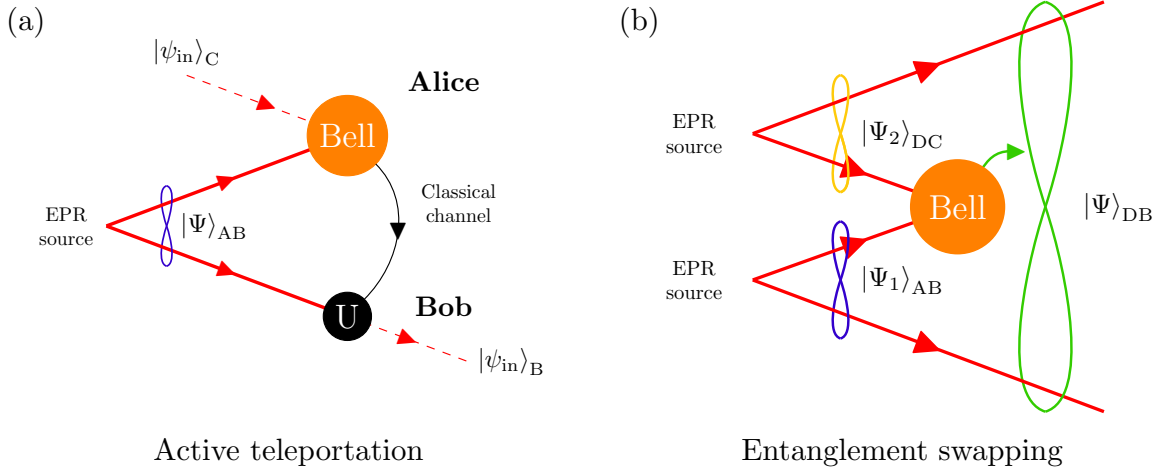 (a)
|ψin⟩C
Alice
Bell
EPR
source
|Ψ⟩AB
Classical
channel
Bob
U
|ψin⟩B
Active teleportation
(b)
EPR
source
|Ψ2⟩DC
Bell
|Ψ⟩DB
EPR
source
|Ψ1⟩AB
Entanglement swapping